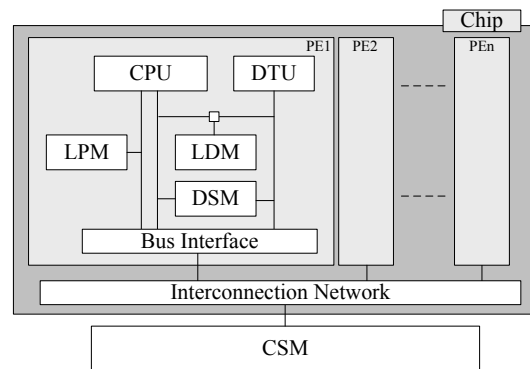 Chip
PE1
PE2
PEn
CPU
DTU
LPM
LDM
DSM
Bus Interface
Interconnection Network
CSM